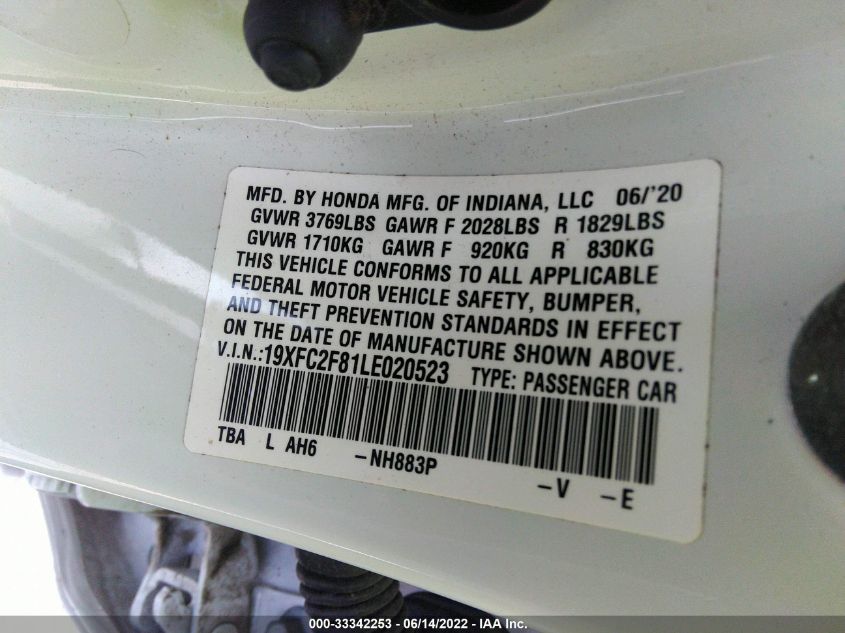 MFD. BY HONDA MFG. OF INDIANA, LLC 06/'20
GVWR 3769LBS GAWR F 2028LBS R 1829LBS
GVWR 1710KG GAWR F 920KG R 830KG
THIS VEHICLE CONFORMS TO ALL APPLICABLE
FEDERAL MOTOR VEHICLE SAFETY, BUMPER,
AND THEFT PREVENTION STANDARDS IN EFFECT
ON THE DATE OF MANUFACTURE SHOWN ABOVE.
V.I.N.:19XFC2F81LE020523 TYPE: PASSENGER CAR
TBA L AH6 -NH883P -V -E
000-33342253 - 06/14/2022 - IAA Inc.